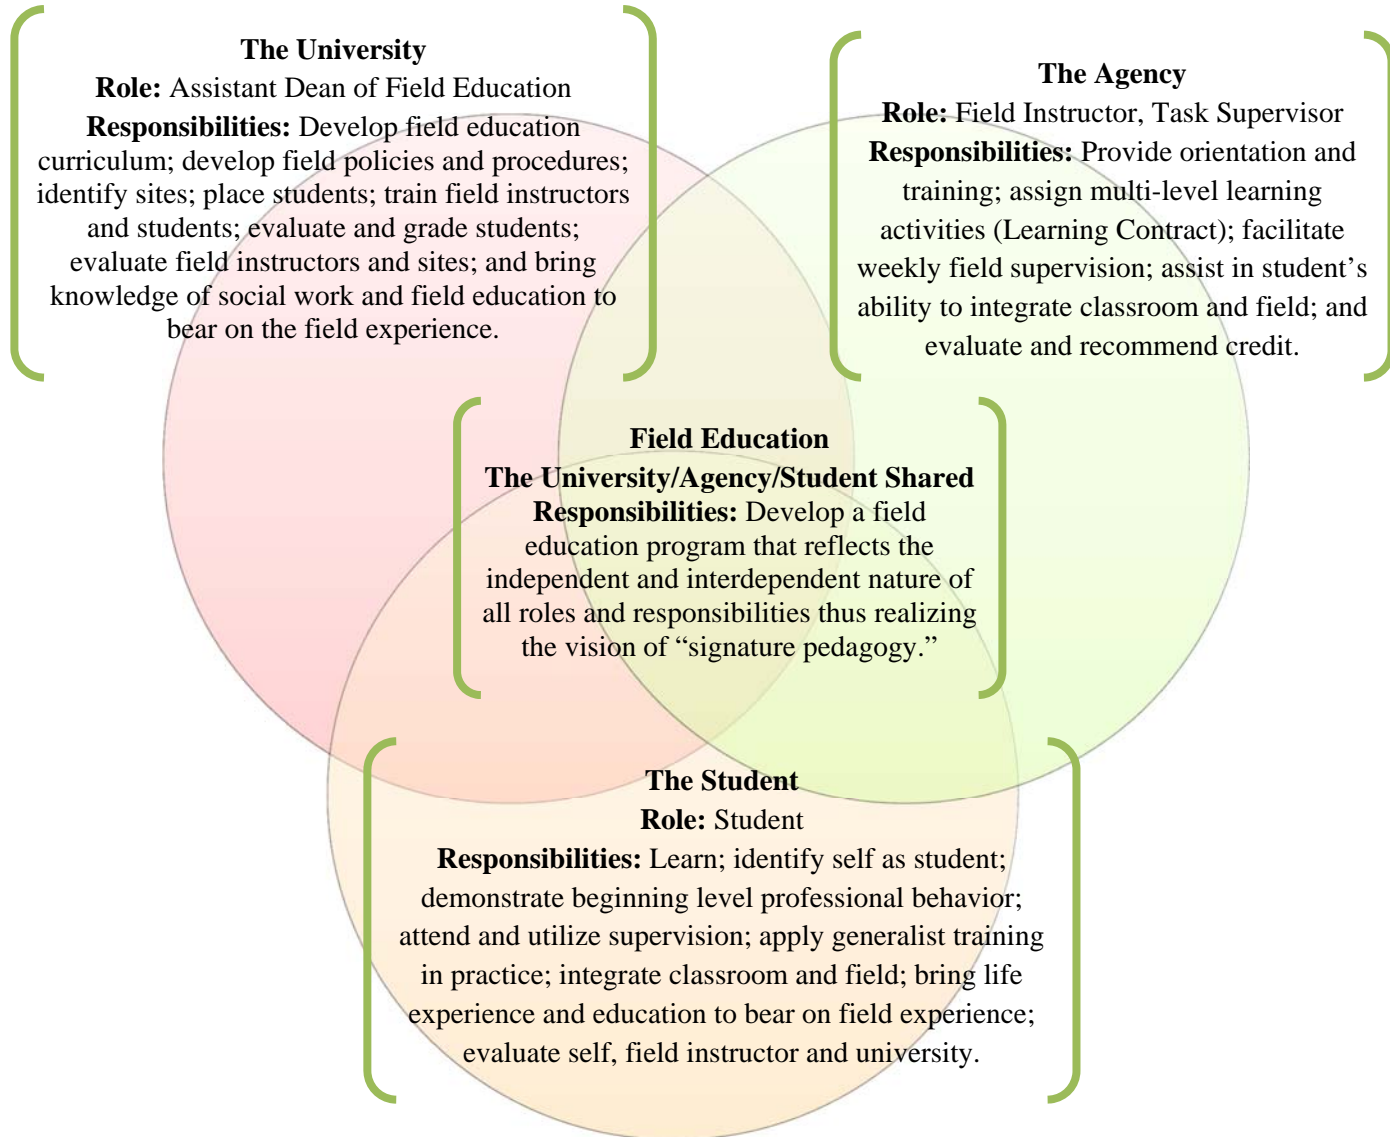 The University
Role: Assistant Dean of Field Education
Responsibilities: Develop field education
curriculum; develop field policies and procedures;
identify sites; place students; train field instructors
and students; evaluate and grade students;
evaluate field instructors and sites; and bring
knowledge of social work and field education to
bear on the field experience.
The Agency
Role: Field Instructor, Task Supervisor
Responsibilities: Provide orientation and
training; assign multi-level learning
activities (Learning Contract); facilitate
weekly field supervision; assist in student’s
ability to integrate classroom and field; and
evaluate and recommend credit.
Field Education
The University/Agency/Student Shared
Responsibilities: Develop a field
education program that reflects the
independent and interdependent nature of
all roles and responsibilities thus realizing
the vision of “signature pedagogy.”
The Student
Role: Student
Responsibilities: Learn; identify self as student;
demonstrate beginning level professional behavior;
attend and utilize supervision; apply generalist training
in practice; integrate classroom and field; bring life
experience and education to bear on field experience;
evaluate self, field instructor and university.